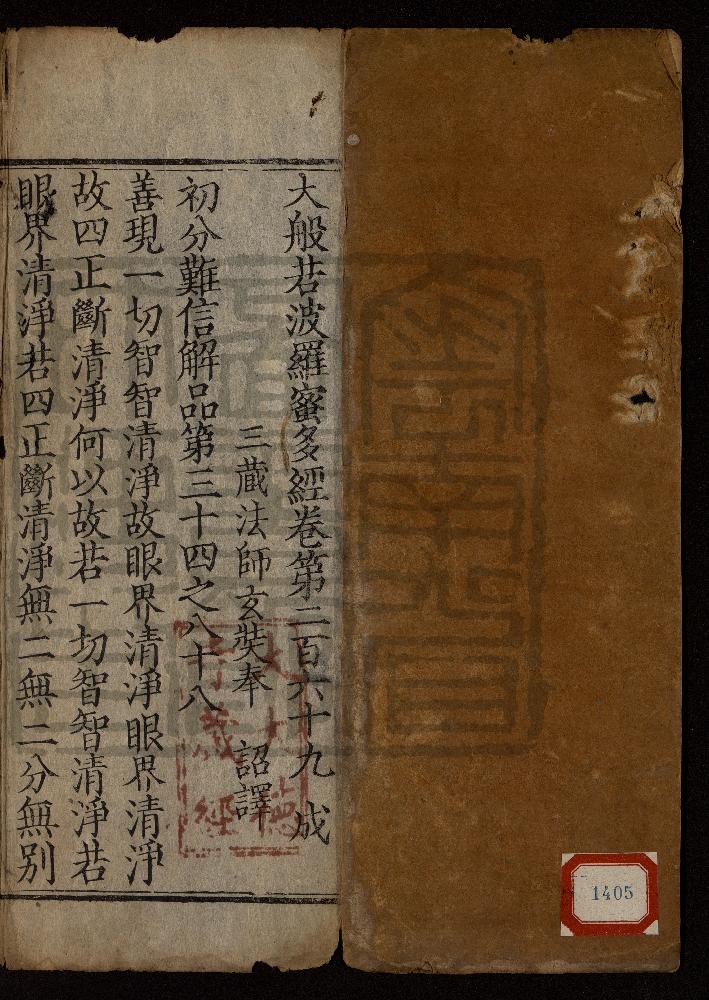 大般若波羅蜜多經卷第二百六十九 成
三藏法師玄奘奉 詔譯
初分難信解品第三十四之八十八
善現一切智智清淨故眼界清淨眼界清淨
故四正斷清淨何以故若一切智智清淨若
眼界清淨若四正斷清淨無二無二分無別
1405